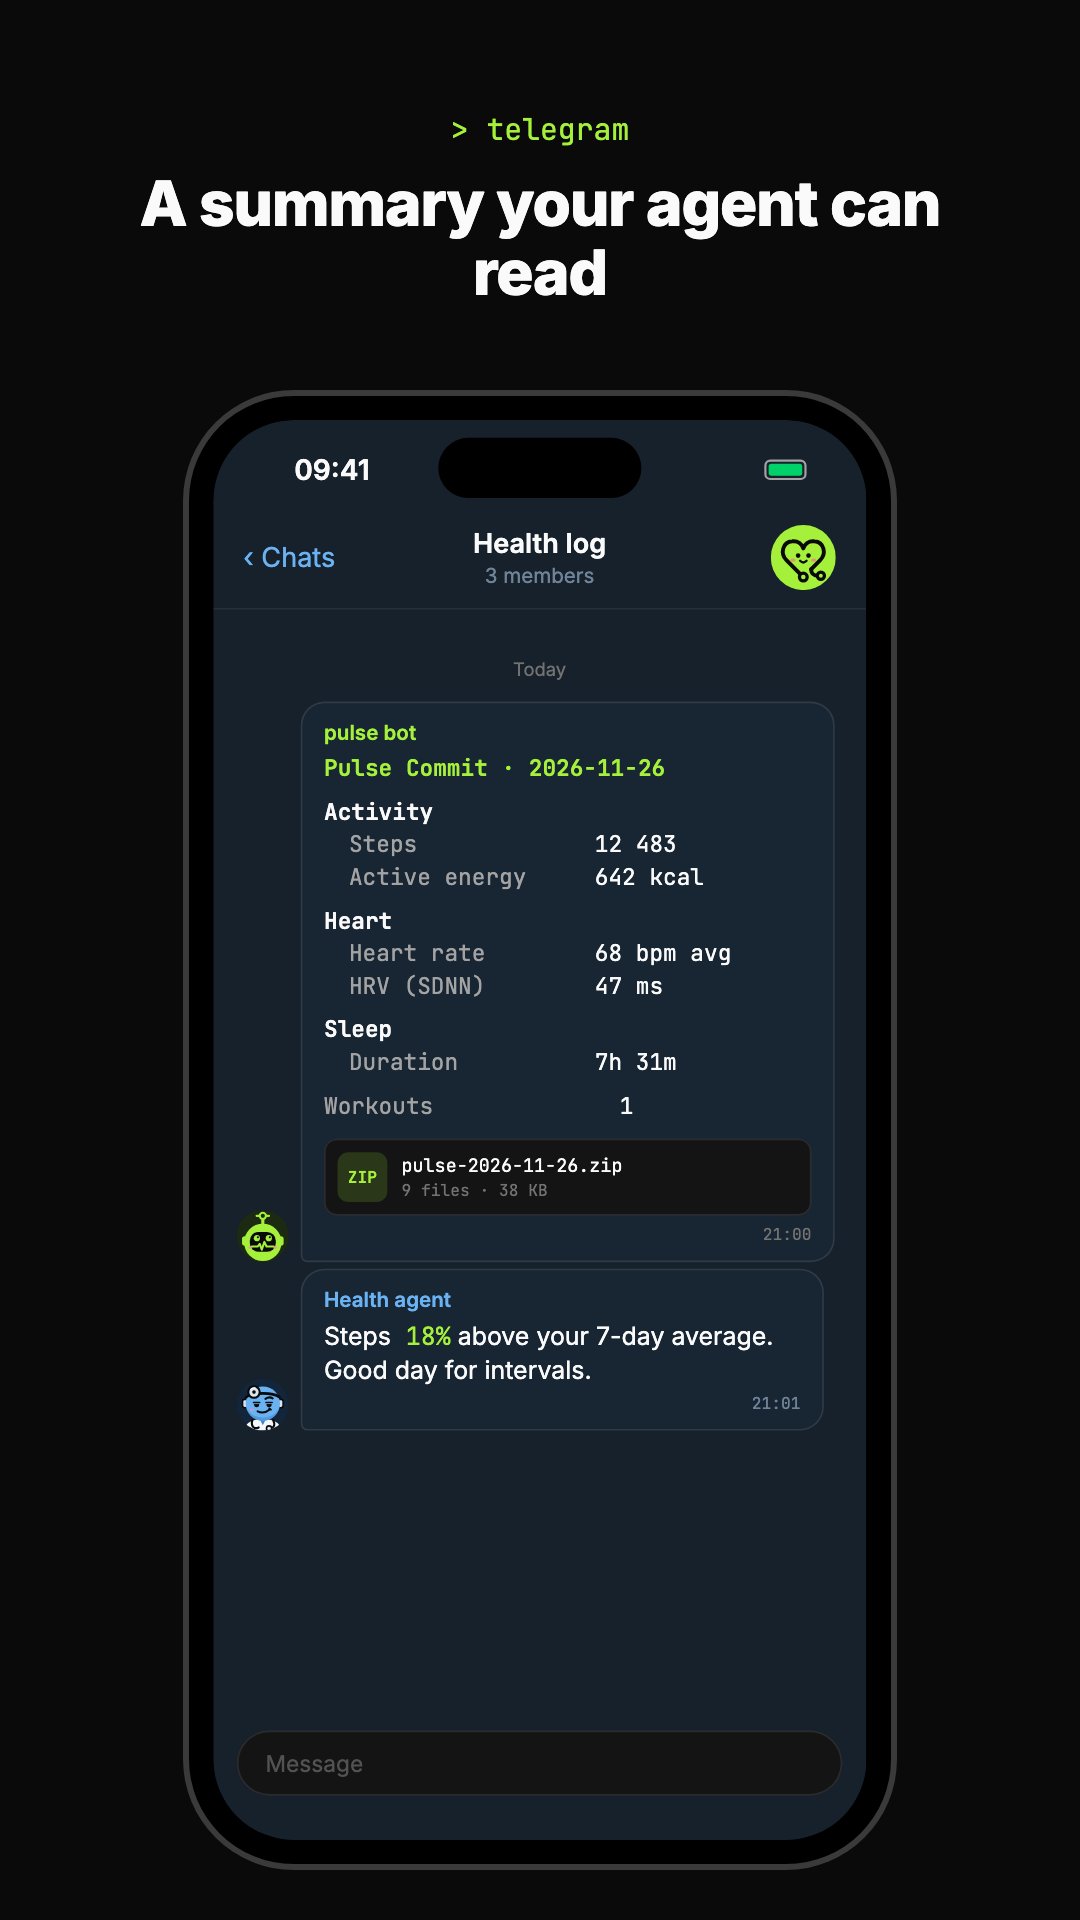 > telegram
A summary your agent can
read
09:41
‹ Chats
Health log
3 members
Today
pulse bot
Pulse Commit · 2026-11-26
Activity
Steps 12 483
Active energy 642 kcal
Heart
Heart rate 68 bpm avg
HRV (SDNN) 47 ms
Sleep
Duration 7h 31m
Workouts 1
ZIP
pulse-2026-11-26.zip
9 files · 38 KB
21:00
Health agent
Steps 18% above your 7-day average.
Good day for intervals.
21:01
Message